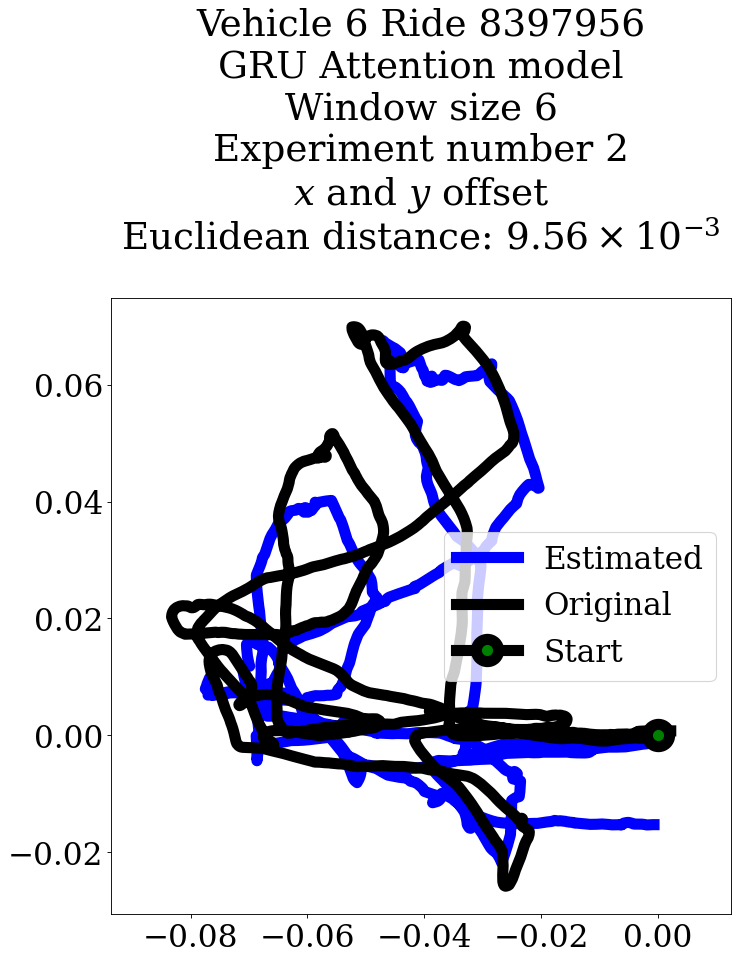 Vehicle 6 Ride 8397956
GRU Attention model
Window size 6
Experiment number 2
x and y offset
Euclidean distance: 9.56 × 10⁻³
0.06
0.04
0.02
0.00
−0.02
Estimated
Original
Start
−0.08 −0.06 −0.04 −0.02 0.00